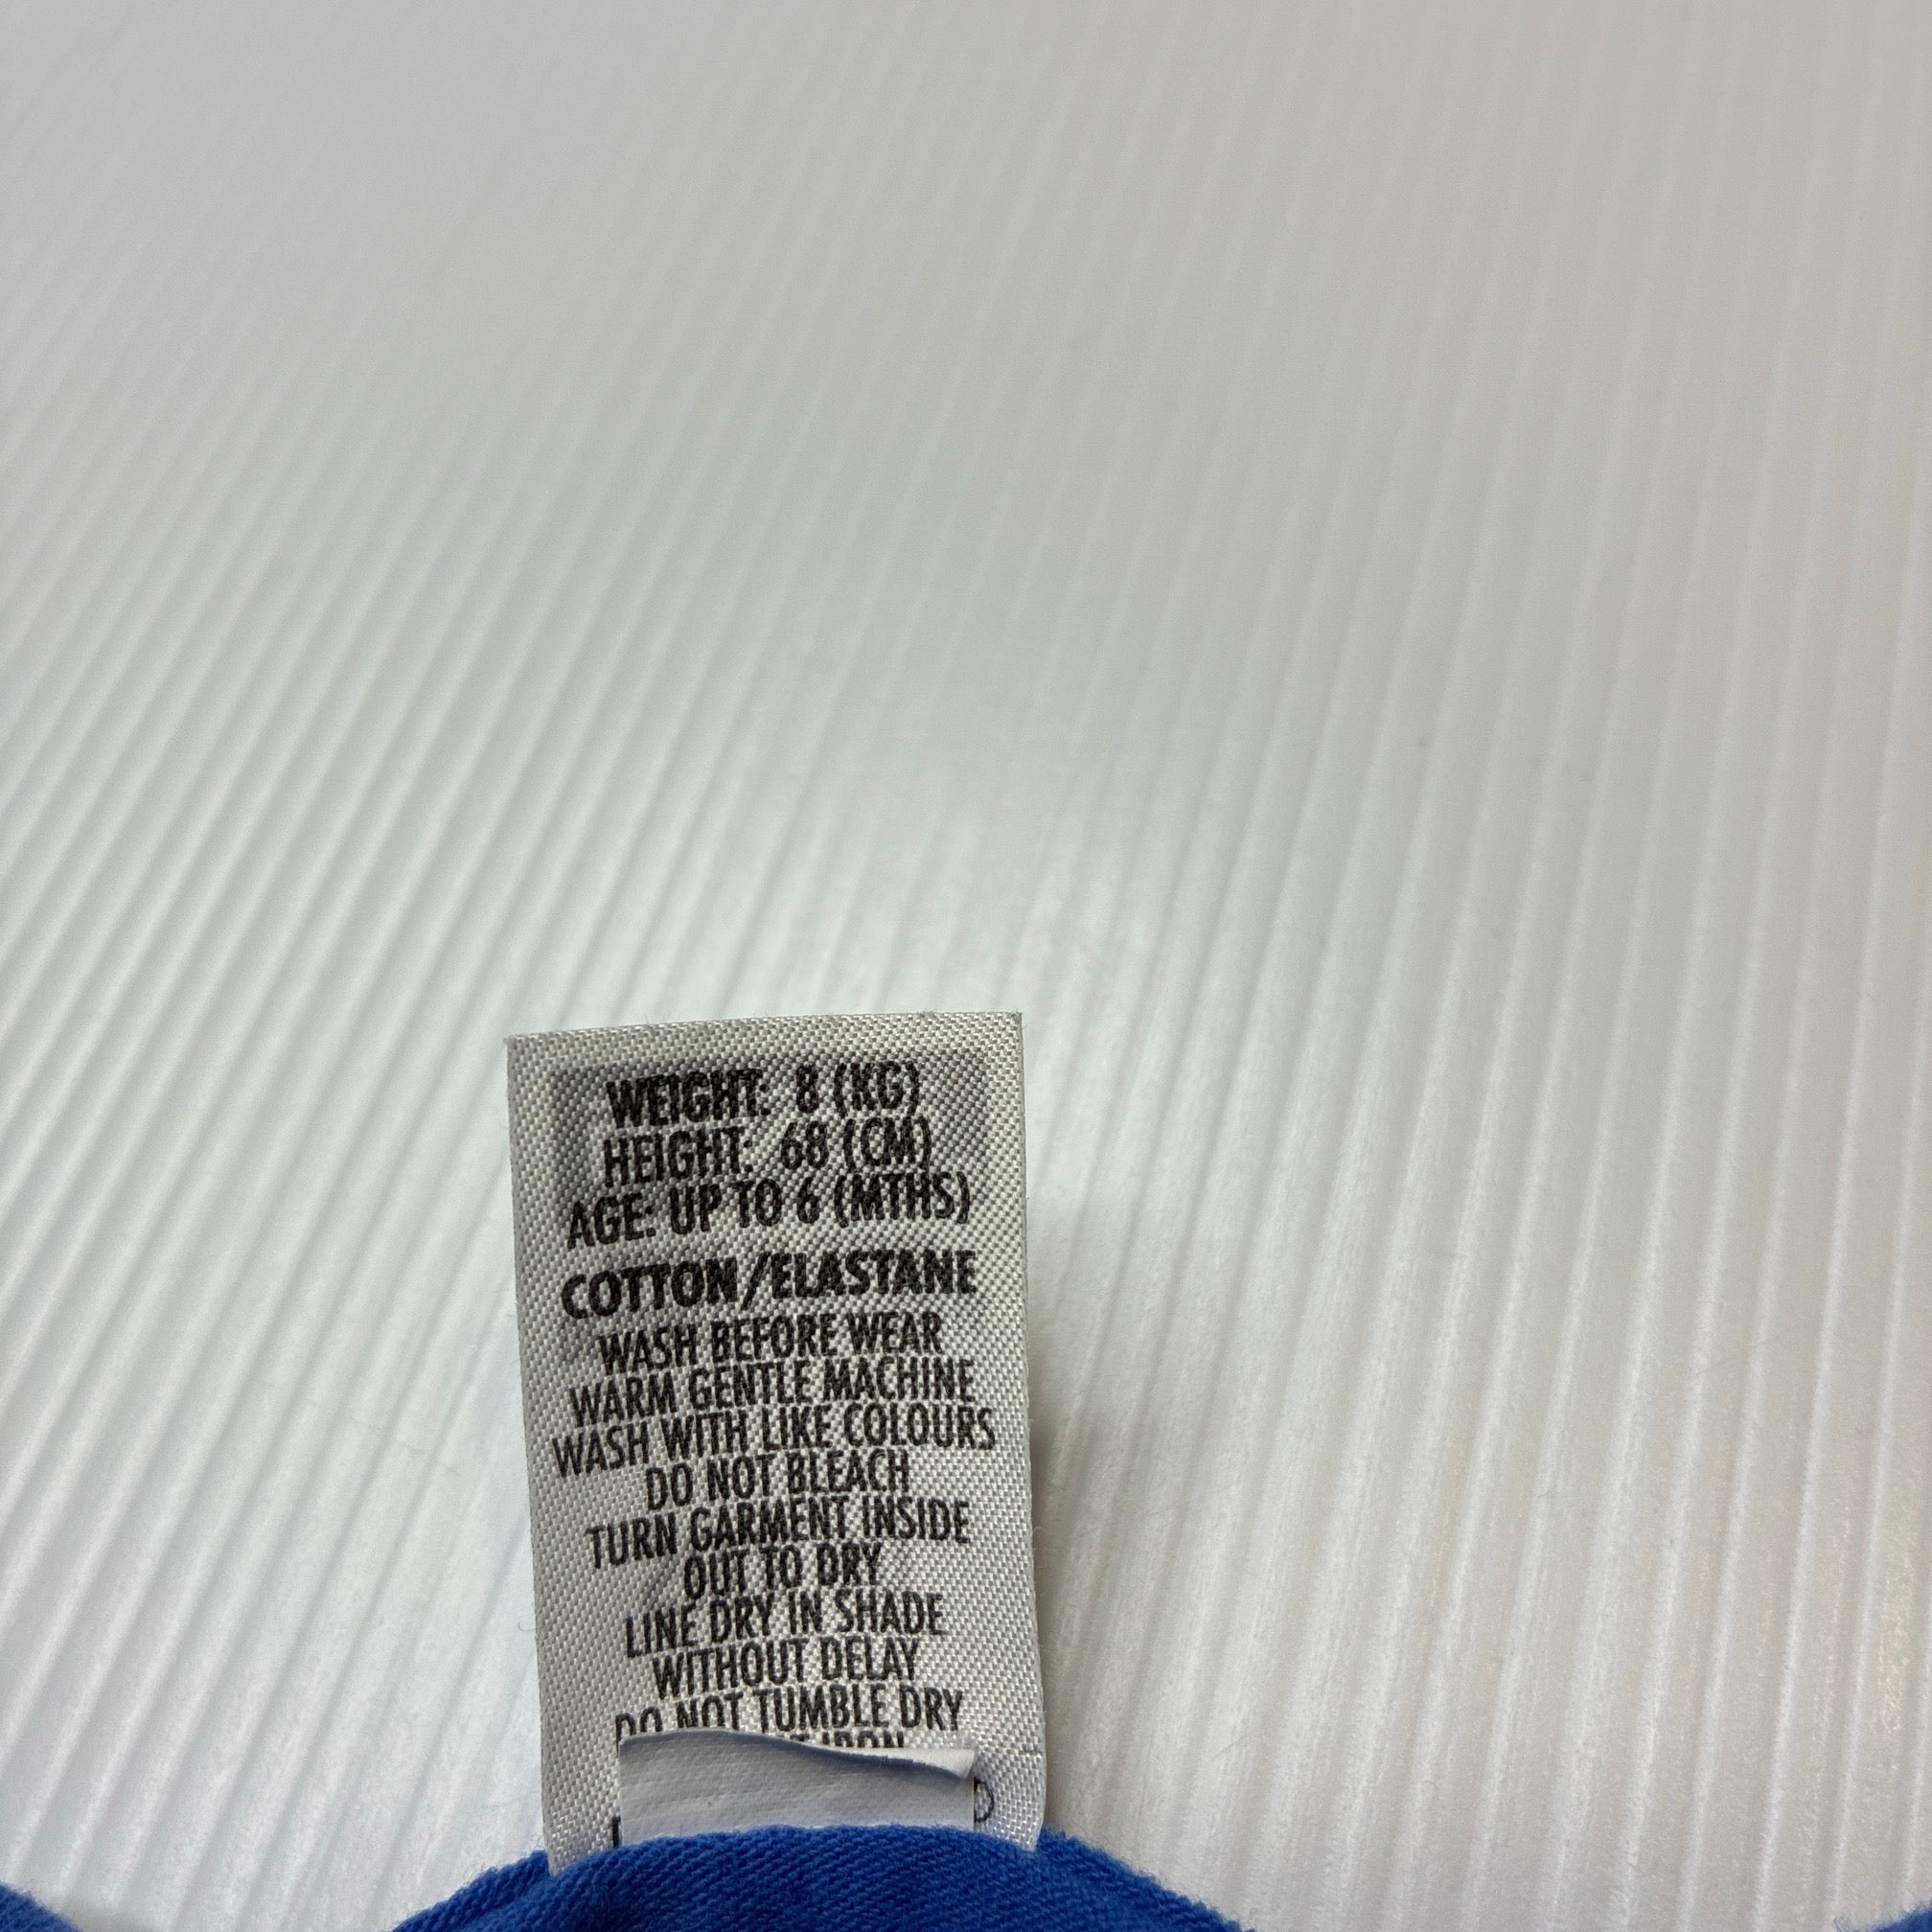 WEIGHT: 8 (KG)
HEIGHT: 68 (CM)
AGE: UP TO 6 (MTHS)
COTTON/ELASTANE
WASH BEFORE WEAR
WARM GENTLE MACHINE
WASH WITH LIKE COLOURS
DO NOT BLEACH
TURN GARMENT INSIDE
OUT TO DRY
LINE DRY IN SHADE
WITHOUT DELAY
DO NOT TUMBLE DRY
IRON